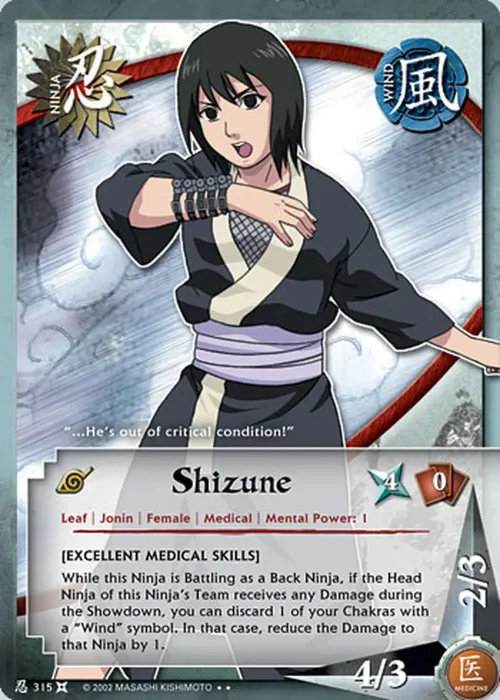 NINJA
忍
WIND
風
"...He's out of critical condition!"
Shizune
4
0
Leaf | Jonin | Female | Medical | Mental Power: 1
[EXCELLENT MEDICAL SKILLS]
While this Ninja is Battling as a Back Ninja, if the Head
Ninja of this Ninja's Team receives any Damage during
the Showdown, you can discard 1 of your Chakras with
a "Wind" symbol. In that case, reduce the Damage to
that Ninja by 1.
2/3
4/3
医
MEDICINE
忍 315 © 2002 MASASHI KISHIMOTO